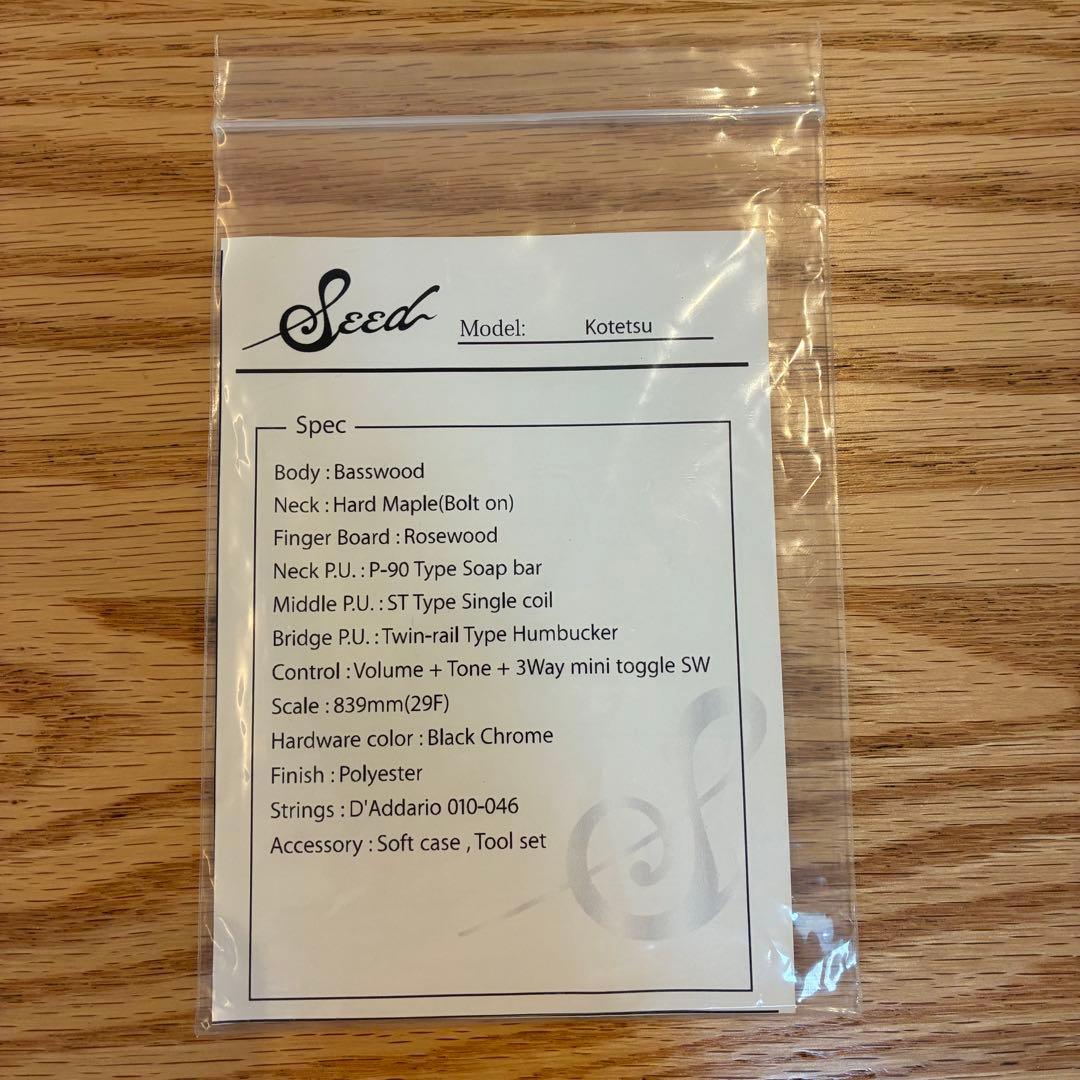 Seed
Model: Kotetsu
Spec
Body : Basswood
Neck : Hard Maple(Bolt on)
Finger Board : Rosewood
Neck P.U. : P-90 Type Soap bar
Middle P.U. : ST Type Single coil
Bridge P.U. : Twin-rail Type Humbucker
Control : Volume + Tone + 3Way mini toggle SW
Scale : 839mm(29F)
Hardware color : Black Chrome
Finish : Polyester
Strings : D'Addario 010-046
Accessory : Soft case , Tool set